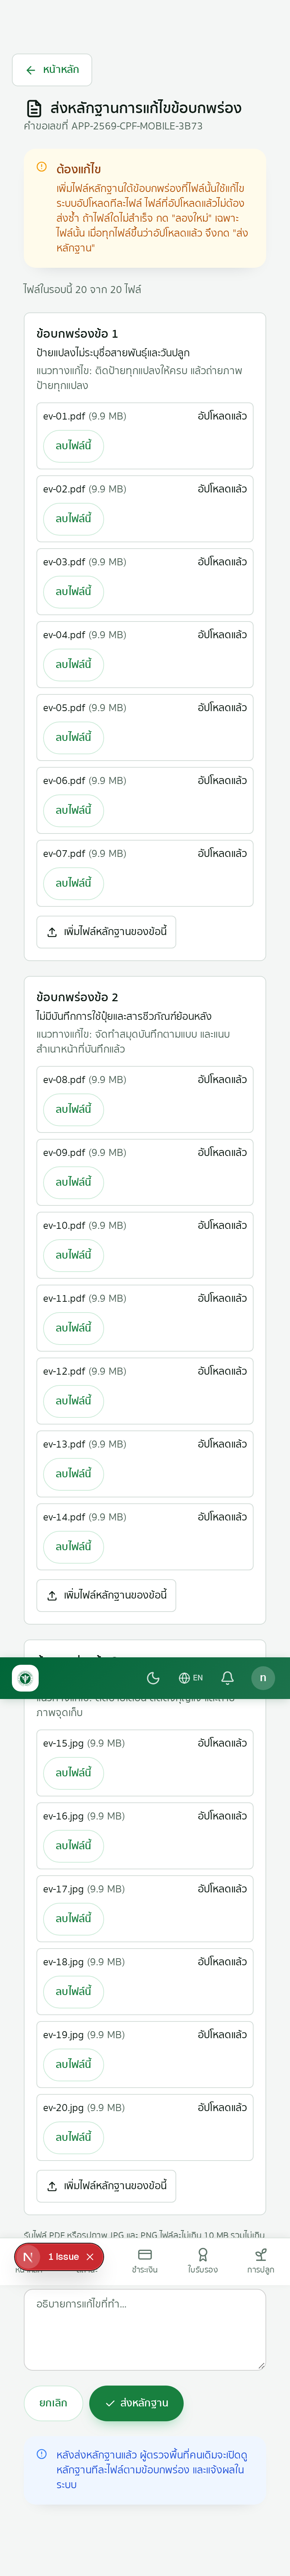 หน้าหลัก
ส่งหลักฐานการแก้ไขข้อบกพร่อง
คำขอเลขที่ APP-2569-CPF-MOBILE-3B73
ต้องแก้ไข
เพิ่มไฟล์หลักฐานใต้ข้อบกพร่องที่ไฟล์นั้นใช้แก้ไข
ระบบอัปโหลดทีละไฟล์ ไฟล์ที่อัปโหลดแล้วไม่ต้อง
ส่งซ้ำ ถ้าไฟล์ใดไม่สำเร็จ กด "ลองใหม่" เฉพาะ
ไฟล์นั้น เมื่อทุกไฟล์ขึ้นว่าอัปโหลดแล้ว จึงกด "ส่ง
หลักฐาน"
ไฟล์ในรอบนี้ 20 จาก 20 ไฟล์
ข้อบกพร่องข้อ 1
ป้ายแปลงไม่ระบุชื่อสายพันธุ์และวันปลูก
แนวทางแก้ไข: ติดป้ายทุกแปลงให้ครบ แล้วถ่ายภาพ
ป้ายทุกแปลง
ev-01.pdf (9.9 MB) อัปโหลดแล้ว
ลบไฟล์นี้
ev-02.pdf (9.9 MB) อัปโหลดแล้ว
ลบไฟล์นี้
ev-03.pdf (9.9 MB) อัปโหลดแล้ว
ลบไฟล์นี้
ev-04.pdf (9.9 MB) อัปโหลดแล้ว
ลบไฟล์นี้
ev-05.pdf (9.9 MB) อัปโหลดแล้ว
ลบไฟล์นี้
ev-06.pdf (9.9 MB) อัปโหลดแล้ว
ลบไฟล์นี้
ev-07.pdf (9.9 MB) อัปโหลดแล้ว
ลบไฟล์นี้
เพิ่มไฟล์หลักฐานของข้อนี้
ข้อบกพร่องข้อ 2
ไม่มีบันทึกการใช้ปุ๋ยและสารชีวภัณฑ์ย้อนหลัง
แนวทางแก้ไข: จัดทำสมุดบันทึกตามแบบ และแนบ
สำเนาหน้าที่บันทึกแล้ว
ev-08.pdf (9.9 MB) อัปโหลดแล้ว
ลบไฟล์นี้
ev-09.pdf (9.9 MB) อัปโหลดแล้ว
ลบไฟล์นี้
ev-10.pdf (9.9 MB) อัปโหลดแล้ว
ลบไฟล์นี้
ev-11.pdf (9.9 MB) อัปโหลดแล้ว
ลบไฟล์นี้
ev-12.pdf (9.9 MB) อัปโหลดแล้ว
ลบไฟล์นี้
ev-13.pdf (9.9 MB) อัปโหลดแล้ว
ลบไฟล์นี้
ev-14.pdf (9.9 MB) อัปโหลดแล้ว
ลบไฟล์นี้
เพิ่มไฟล์หลักฐานของข้อนี้
EN ก
ภาพจุดเก็บ
ev-15.jpg (9.9 MB) อัปโหลดแล้ว
ลบไฟล์นี้
ev-16.jpg (9.9 MB) อัปโหลดแล้ว
ลบไฟล์นี้
ev-17.jpg (9.9 MB) อัปโหลดแล้ว
ลบไฟล์นี้
ev-18.jpg (9.9 MB) อัปโหลดแล้ว
ลบไฟล์นี้
ev-19.jpg (9.9 MB) อัปโหลดแล้ว
ลบไฟล์นี้
ev-20.jpg (9.9 MB) อัปโหลดแล้ว
ลบไฟล์นี้
เพิ่มไฟล์หลักฐานของข้อนี้
รับไฟล์ PDF หรือรูปภาพ JPG และ PNG ไฟล์ละไม่เกิน 10 MB รวมไม่เกิน
N 1 Issue
ชำระเงิน ใบรับรอง การปลูก
อธิบายการแก้ไขที่ทำ...
ยกเลิก ส่งหลักฐาน
หลังส่งหลักฐานแล้ว ผู้ตรวจพื้นที่คนเดิมจะเปิดดู
หลักฐานทีละไฟล์ตามข้อบกพร่อง และแจ้งผลใน
ระบบ